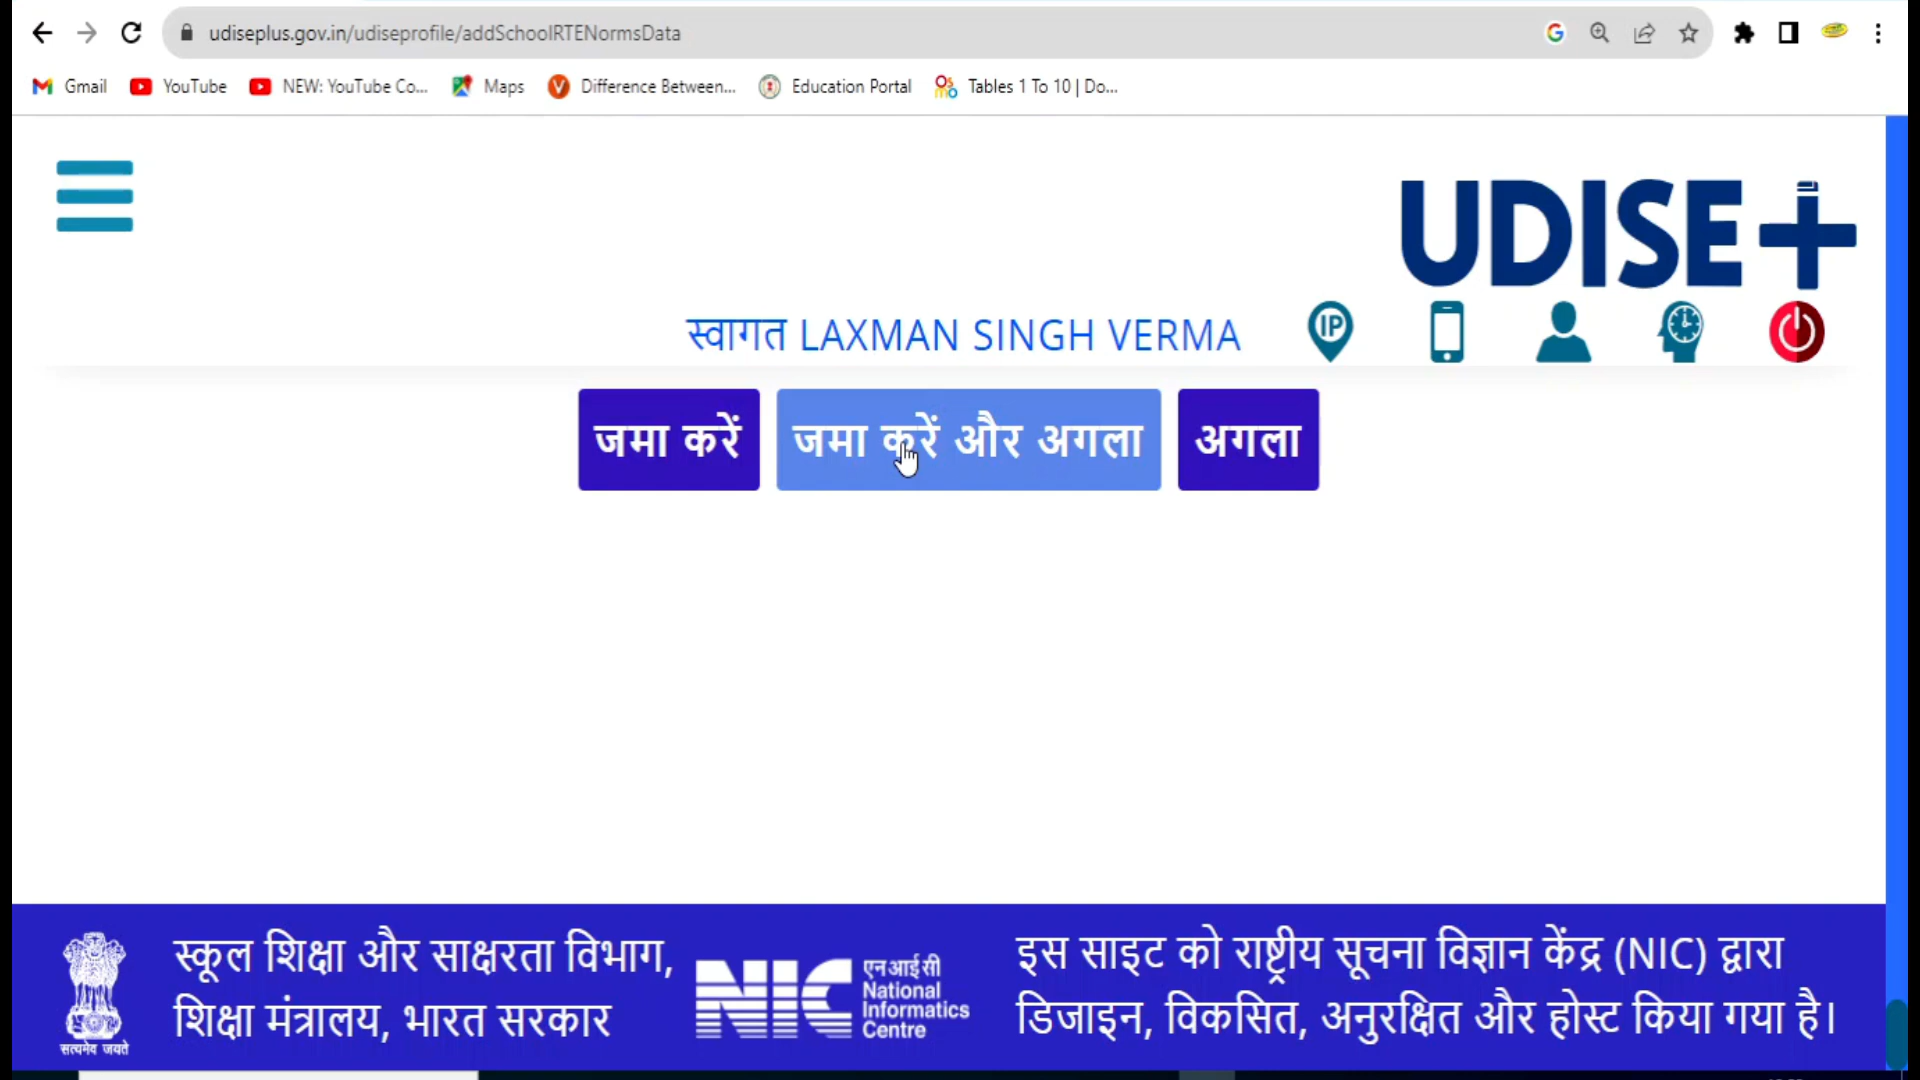 udiseplus.gov.in/udiseprofile/addSchoolRTENormsData
Gmail YouTube NEW: YouTube Co... Maps Difference Between... Education Portal Tables 1 To 10 | Do...
UDISE+
स्वागत LAXMAN SINGH VERMA IP
जमा करें जमा करें और अगला अगला
स्कूल शिक्षा और साक्षरता विभाग,
शिक्षा मंत्रालय, भारत सरकार
सत्यमेव जयते
NIC एनआईसी
National
Informatics
Centre
इस साइट को राष्ट्रीय सूचना विज्ञान केंद्र (NIC) द्वारा
डिजाइन, विकसित, अनुरक्षित और होस्ट किया गया है।